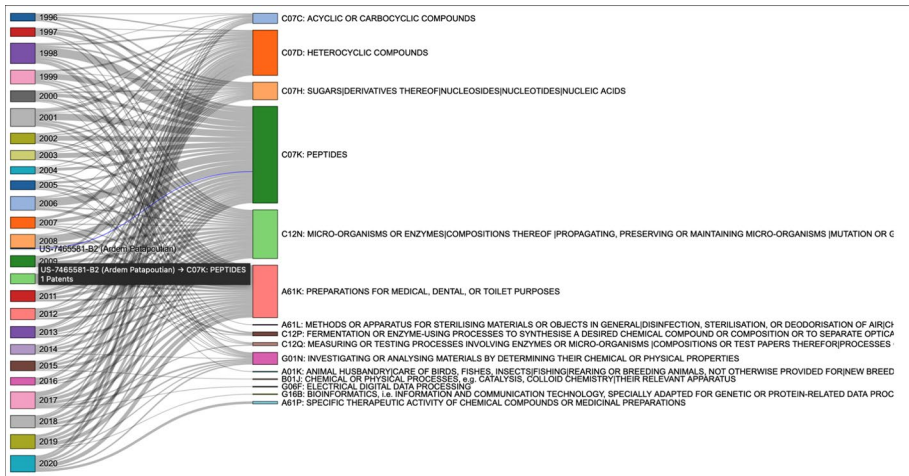 1996
1997
1998
1999
2000
2001
2002
2003
2004
2005
2006
2007
2008
US-7465581-B2 (Ardem Patapoutian)
2009
US-7465581-B2 (Ardem Patapoutian) → C07K: PEPTIDES
1 Patents
2011
2012
2013
2014
2015
2016
2017
2018
2019
2020
C07C: ACYCLIC OR CARBOCYCLIC COMPOUNDS
C07D: HETEROCYCLIC COMPOUNDS
C07H: SUGARS|DERIVATIVES THEREOF|NUCLEOSIDES|NUCLEOTIDES|NUCLEIC ACIDS
C07K: PEPTIDES
C12N: MICRO-ORGANISMS OR ENZYMES|COMPOSITIONS THEREOF |PROPAGATING, PRESERVING OR MAINTAINING MICRO-ORGANISMS |MUTATION OR G
A61K: PREPARATIONS FOR MEDICAL, DENTAL, OR TOILET PURPOSES
A61L: METHODS OR APPARATUS FOR STERILISING MATERIALS OR OBJECTS IN GENERAL|DISINFECTION, STERILISATION, OR DEODORISATION OF AIR|CH
C12P: FERMENTATION OR ENZYME-USING PROCESSES TO SYNTHESISE A DESIRED CHEMICAL COMPOUND OR COMPOSITION OR TO SEPARATE OPTICA
C12Q: MEASURING OR TESTING PROCESSES INVOLVING ENZYMES OR MICRO-ORGANISMS |COMPOSITIONS OR TEST PAPERS THEREFOR|PROCESSES
G01N: INVESTIGATING OR ANALYSING MATERIALS BY DETERMINING THEIR CHEMICAL OR PHYSICAL PROPERTIES
A01K: ANIMAL HUSBANDRY|CARE OF BIRDS, FISHES, INSECTS|FISHING|REARING OR BREEDING ANIMALS, NOT OTHERWISE PROVIDED FOR|NEW BREED
B01J: CHEMICAL OR PHYSICAL PROCESSES, e.g. CATALYSIS, COLLOID CHEMISTRY|THEIR RELEVANT APPARATUS
G06F: ELECTRICAL DIGITAL DATA PROCESSING
G16B: BIOINFORMATICS, i.e. INFORMATION AND COMMUNICATION TECHNOLOGY, SPECIALLY ADAPTED FOR GENETIC OR PROTEIN-RELATED DATA PROC
A61P: SPECIFIC THERAPEUTIC ACTIVITY OF CHEMICAL COMPOUNDS OR MEDICINAL PREPARATIONS